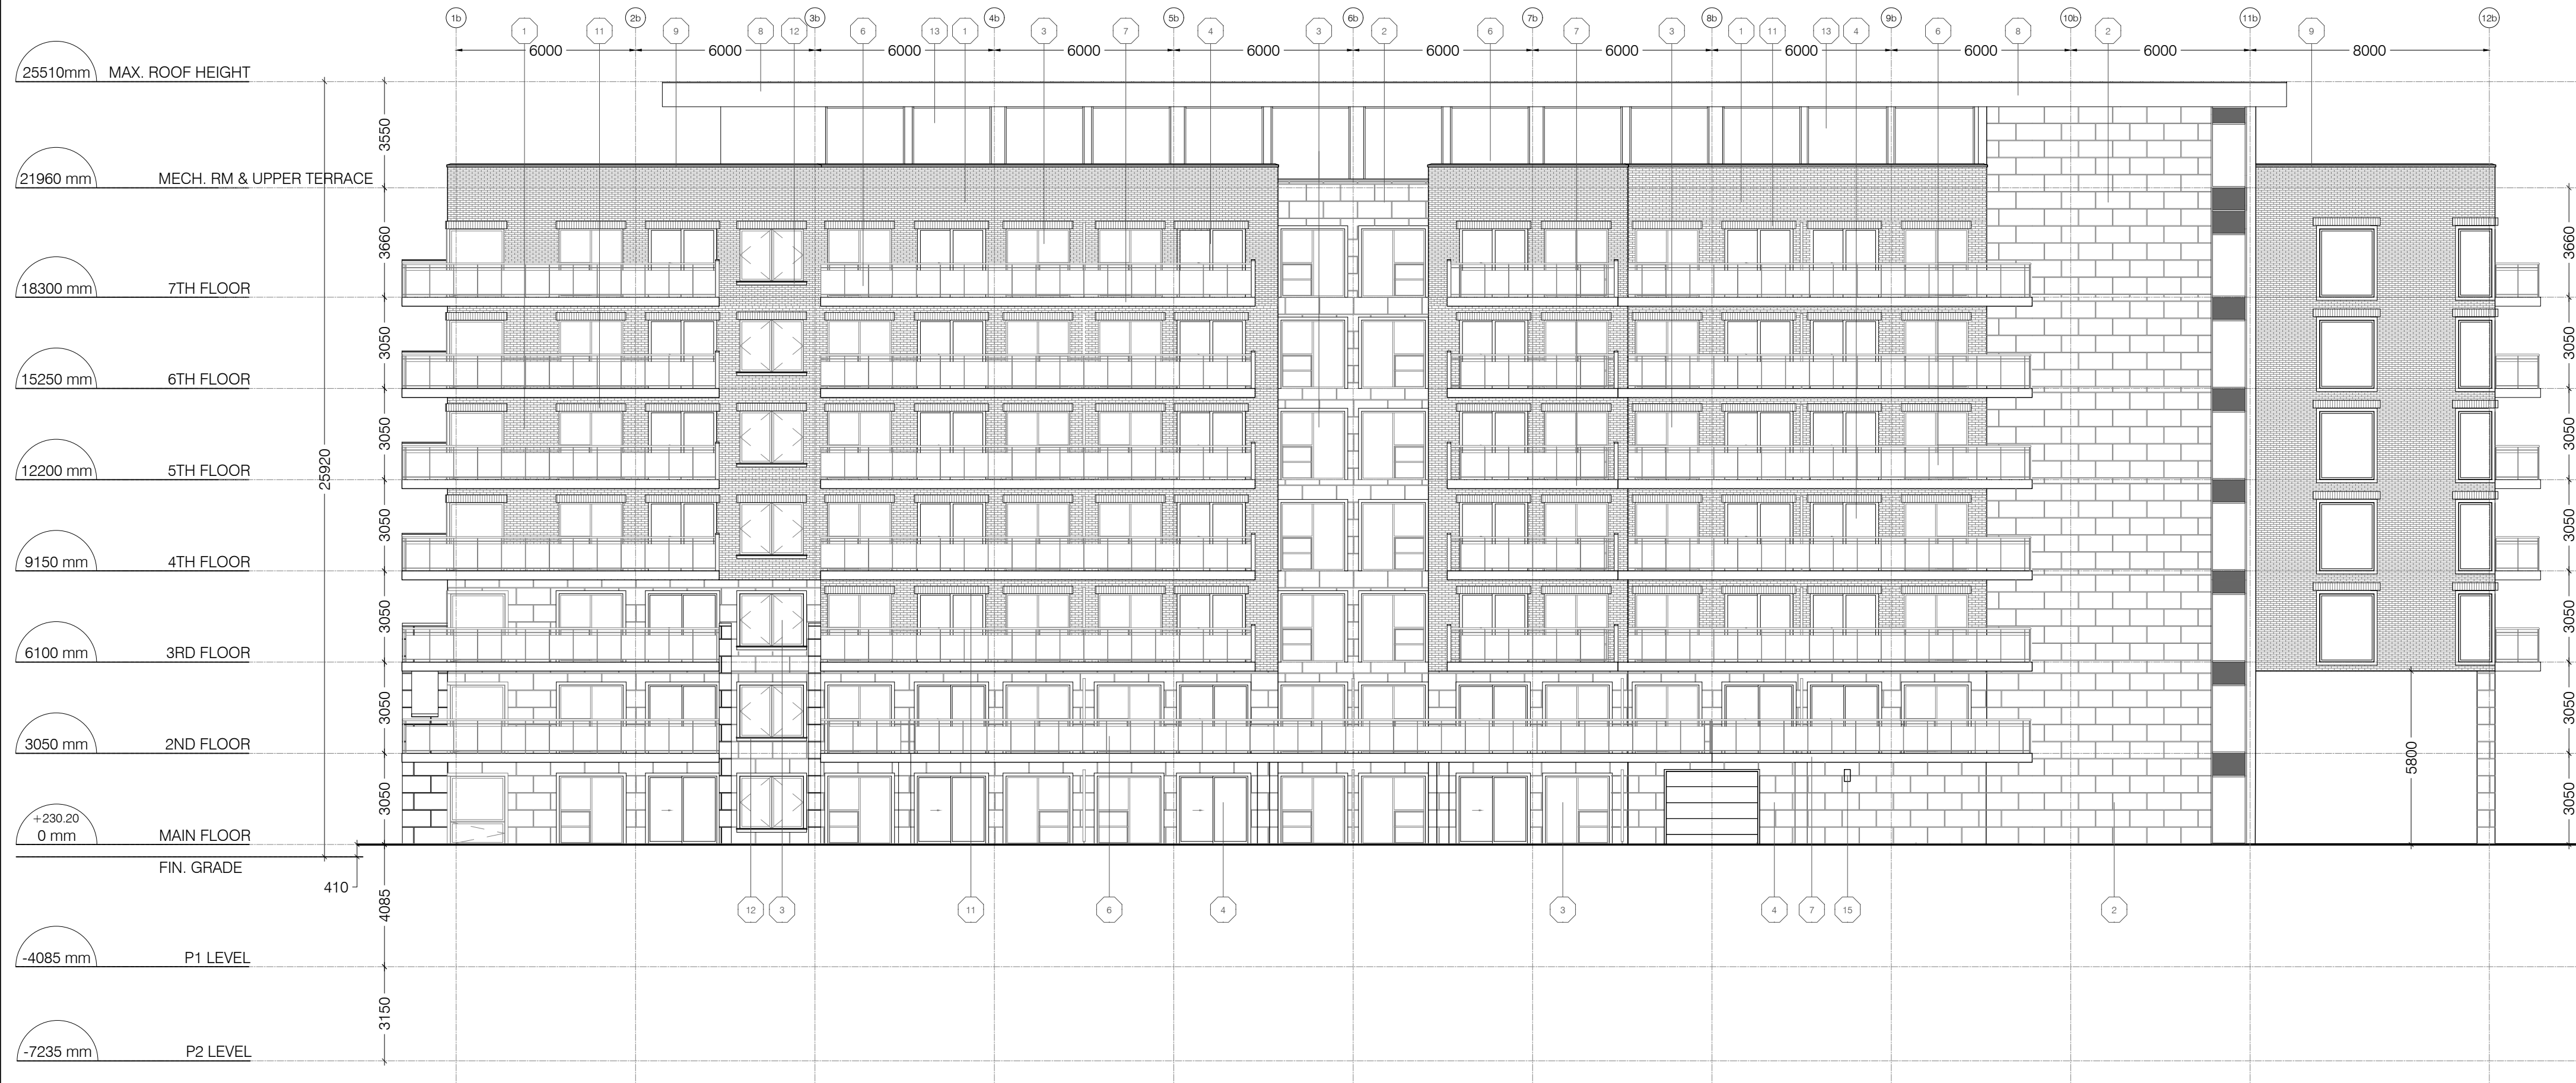 1b 2b 3b 4b 5b 6b 7b 8b 9b 10b 11b 12b
1 11 9 8 12 6 13 1 3 7 4 3 2 6 7 3 1 11 13 4 6 8 2 9
6000 6000 6000 6000 6000 6000 6000 6000 6000 6000 8000
25510mm MAX. ROOF HEIGHT
3550
21960 mm MECH. RM & UPPER TERRACE
3660 3660
18300 mm 7TH FLOOR
3050 3050
15250 mm 6TH FLOOR
3050 3050
25920
12200 mm 5TH FLOOR
3050 3050
9150 mm 4TH FLOOR
3050 3050
6100 mm 3RD FLOOR
3050 3050
3050 mm 2ND FLOOR
5800
3050 3050
+230.20
0 mm MAIN FLOOR
FIN. GRADE
410
4085
12 3 11 6 4 3 4 7 15 2
-4085 mm P1 LEVEL
3150
-7235 mm P2 LEVEL